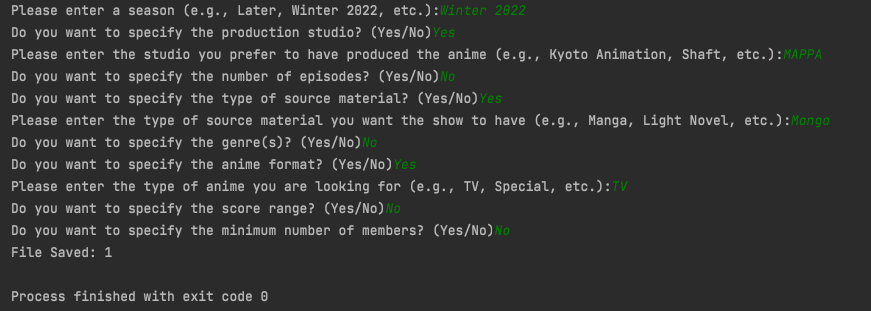 Please enter a season (e.g., Later, Winter 2022, etc.):Winter 2022
Do you want to specify the production studio? (Yes/No)Yes
Please enter the studio you prefer to have produced the anime (e.g., Kyoto Animation, Shaft, etc.):MAPPA
Do you want to specify the number of episodes? (Yes/No)No
Do you want to specify the type of source material? (Yes/No)Yes
Please enter the type of source material you want the show to have (e.g., Manga, Light Novel, etc.):Manga
Do you want to specify the genre(s)? (Yes/No)No
Do you want to specify the anime format? (Yes/No)Yes
Please enter the type of anime you are looking for (e.g., TV, Special, etc.):TV
Do you want to specify the score range? (Yes/No)No
Do you want to specify the minimum number of members? (Yes/No)No
File Saved: 1
Process finished with exit code 0